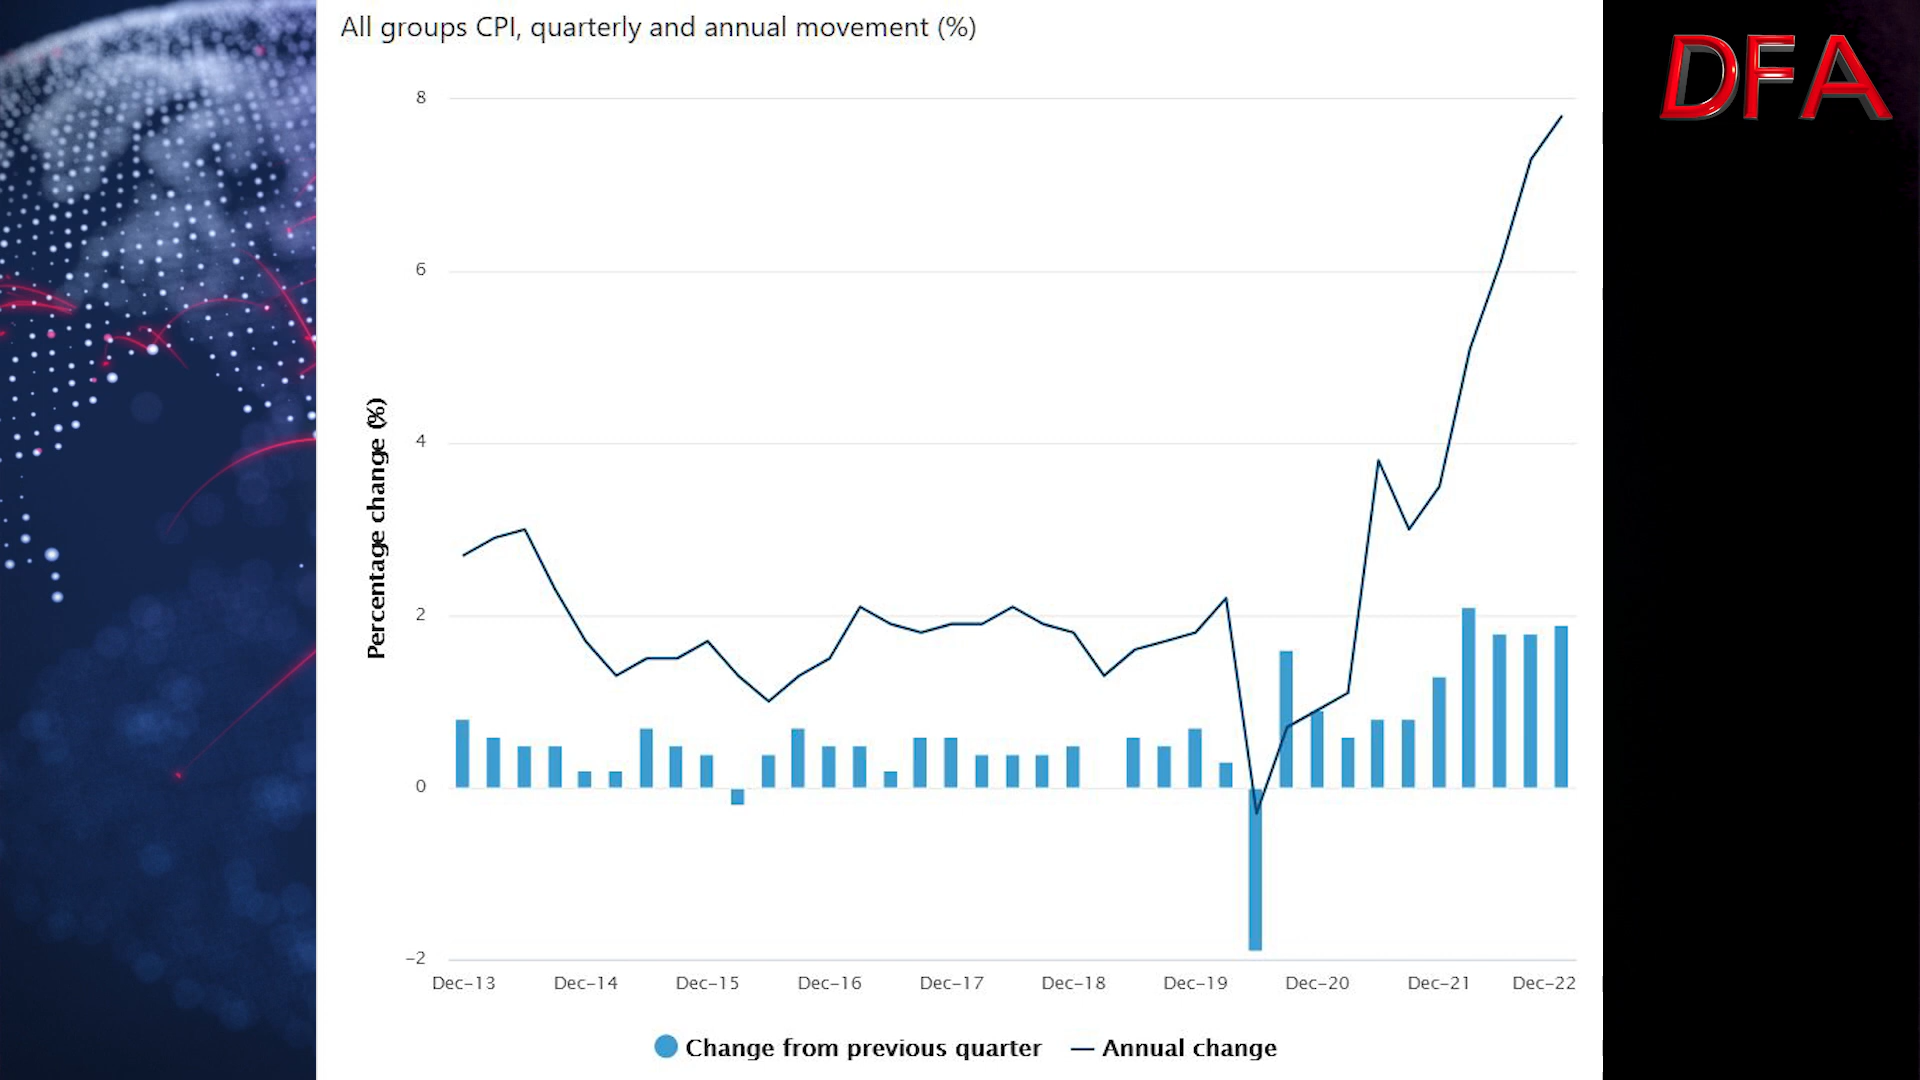 All groups CPI, quarterly and annual movement (%)
DFA
8
6
4
2
0
-2
Percentage change (%)
Dec-13 Dec-14 Dec-15 Dec-16 Dec-17 Dec-18 Dec-19 Dec-20 Dec-21 Dec-22
Change from previous quarter Annual change